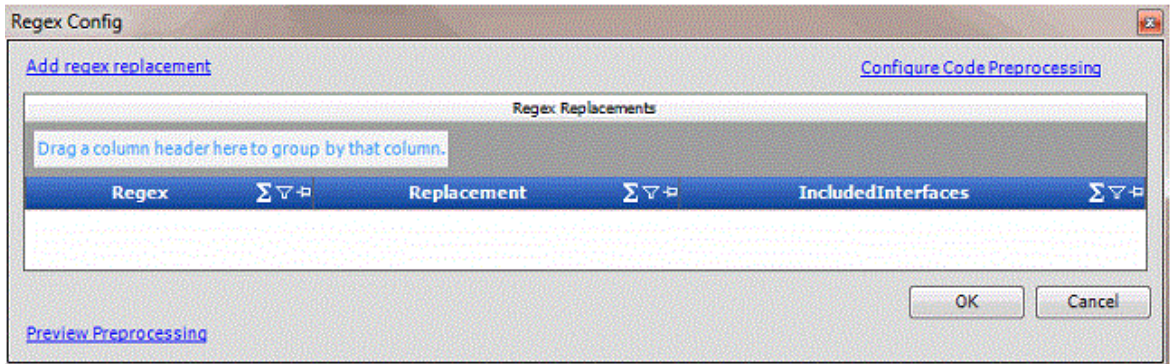 Regex Config
Add regex replacement
Configure Code Preprocessing
Regex Replacements
Drag a column header here to group by that column.
Regex Replacement IncludedInterfaces
OK Cancel
Preview Preprocessing